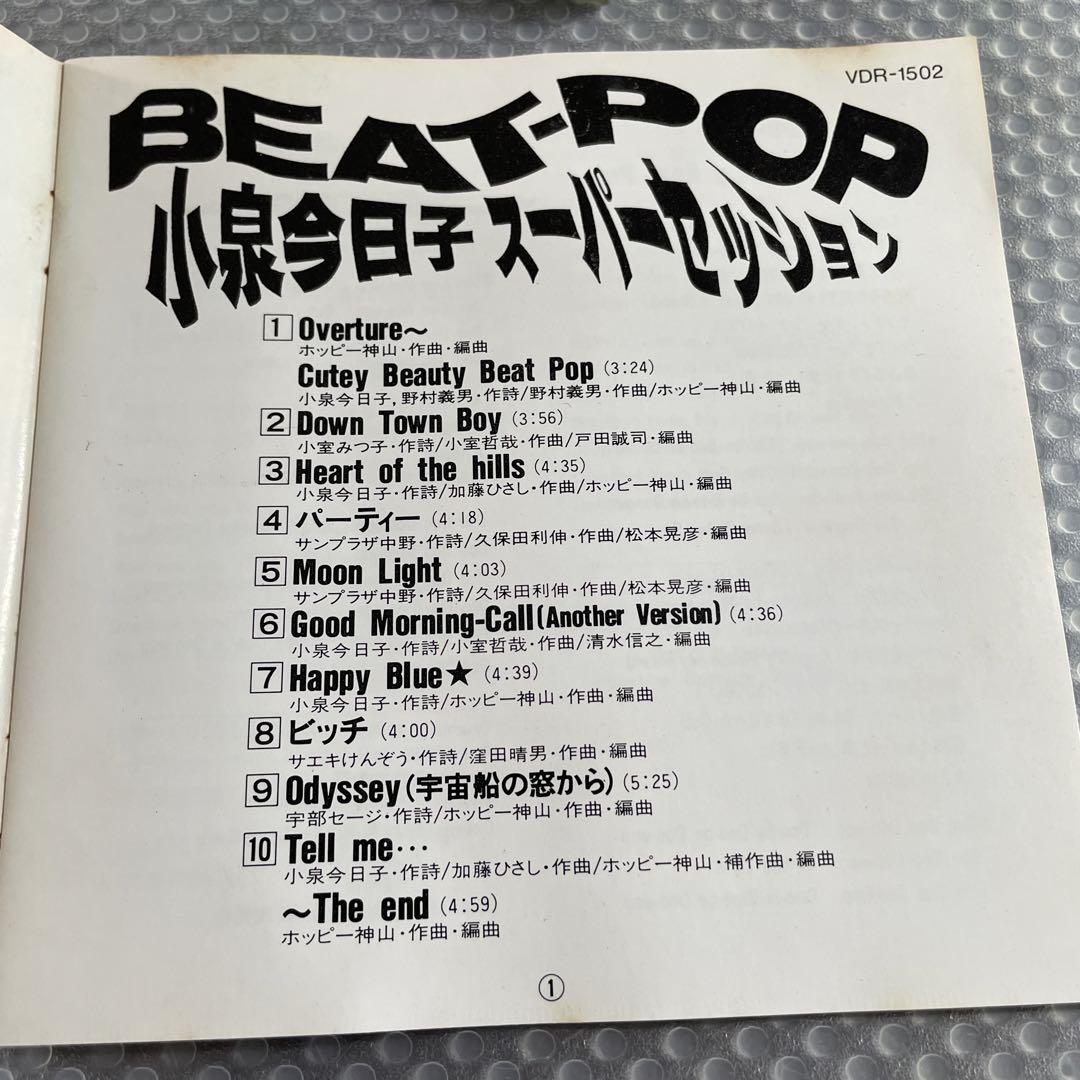 VDR-1502
BEAT-POP
小泉今日子 スーパーセッション
1 Overture～
ホッピー神山・作曲・編曲
Cutey Beauty Beat Pop (3:24)
小泉今日子,野村義男・作詩/野村義男・作曲/ホッピー神山・編曲
2 Down Town Boy (3:56)
小室みつ子・作詩/小室哲哉・作曲/戸田誠司・編曲
3 Heart of the hills (4:35)
小泉今日子・作詩/加藤ひさし・作曲/ホッピー神山・編曲
4 パーティー (4:18)
サンプラザ中野・作詩/久保田利伸・作曲/松本晃彦・編曲
5 Moon Light (4:03)
サンプラザ中野・作詩/久保田利伸・作曲/松本晃彦・編曲
6 Good Morning-Call(Another Version) (4:36)
小泉今日子・作詩/小室哲哉・作曲/清水信之・編曲
7 Happy Blue★ (4:39)
小泉今日子・作詩/ホッピー神山・作曲・編曲
8 ビッチ (4:00)
サエキけんぞう・作詩/窪田晴男・作曲・編曲
9 Odyssey(宇宙船の窓から) (5:25)
宇部セージ・作詩/ホッピー神山・作曲・編曲
10 Tell me…
小泉今日子・作詩/加藤ひさし・作曲/ホッピー神山・補作曲・編曲
～The end (4:59)
ホッピー神山・作曲・編曲
①